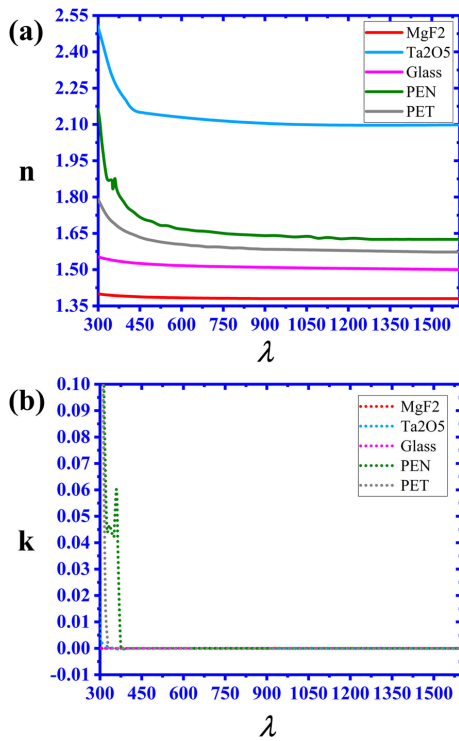 (a)
2.55
2.40
2.25
2.10
1.95
1.80
1.65
1.50
1.35
n
MgF2
Ta2O5
Glass
PEN
PET
300 450 600 750 900 1050 1200 1350 1500
λ
(b)
0.10
0.09
0.08
0.07
0.06
0.05
0.04
0.03
0.02
0.01
0.00
-0.01
k
MgF2
Ta2O5
Glass
PEN
PET
300 450 600 750 900 1050 1200 1350 1500
λ